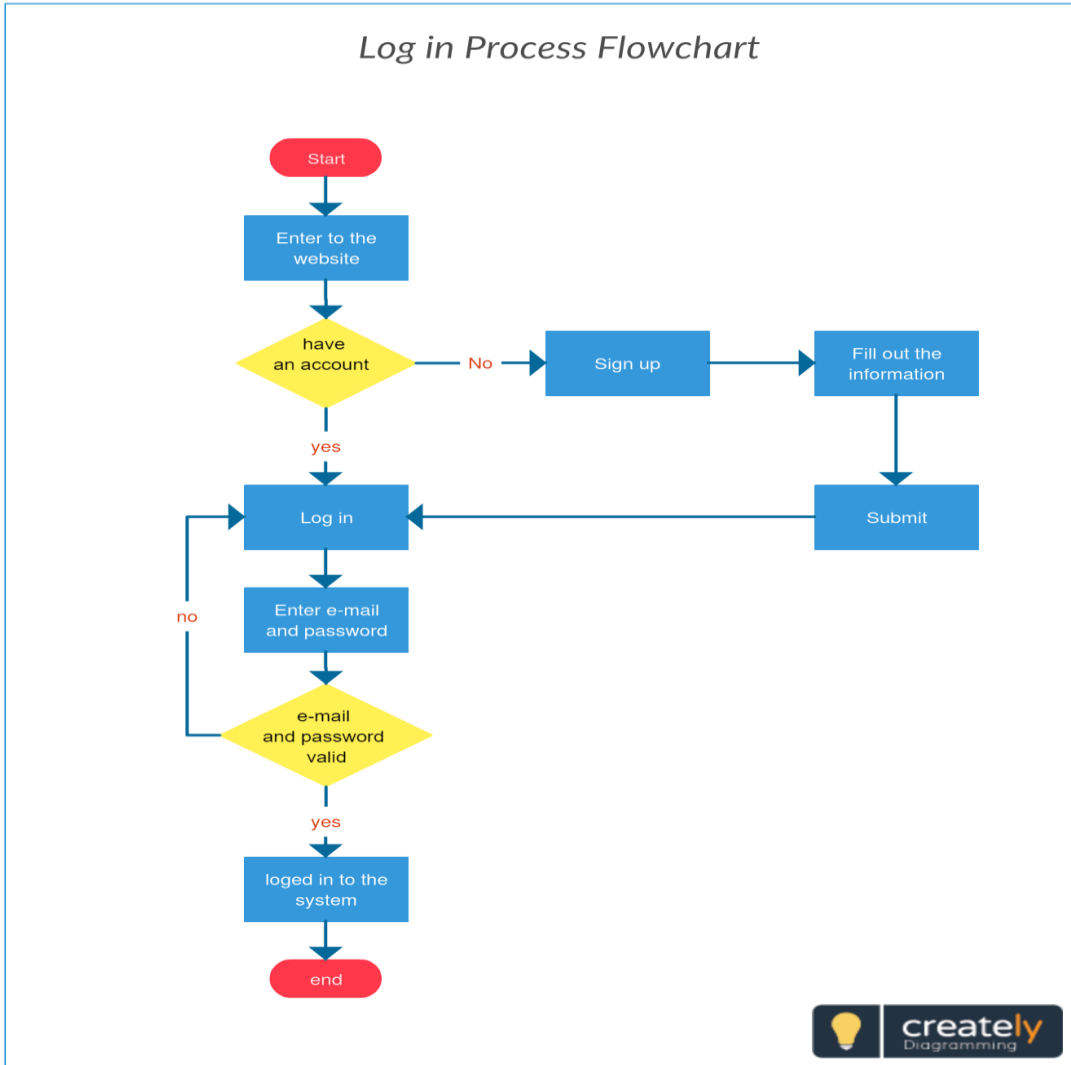 Log in Process Flowchart
Start
Enter to the
website
have
an account
No
Sign up
Fill out the
information
yes
Log in
Submit
no
Enter e-mail
and password
e-mail
and password
valid
yes
loged in to the
system
end
creately
Diagramming